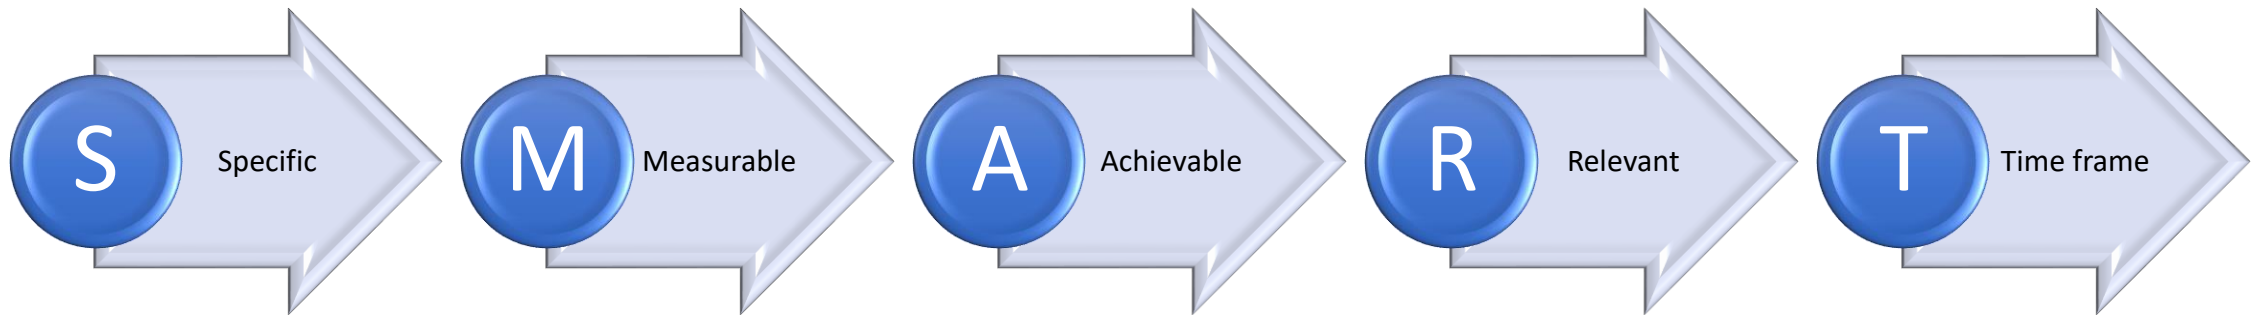 S
Specific
M
Measurable
A
Achievable
R
Relevant
T
Time frame